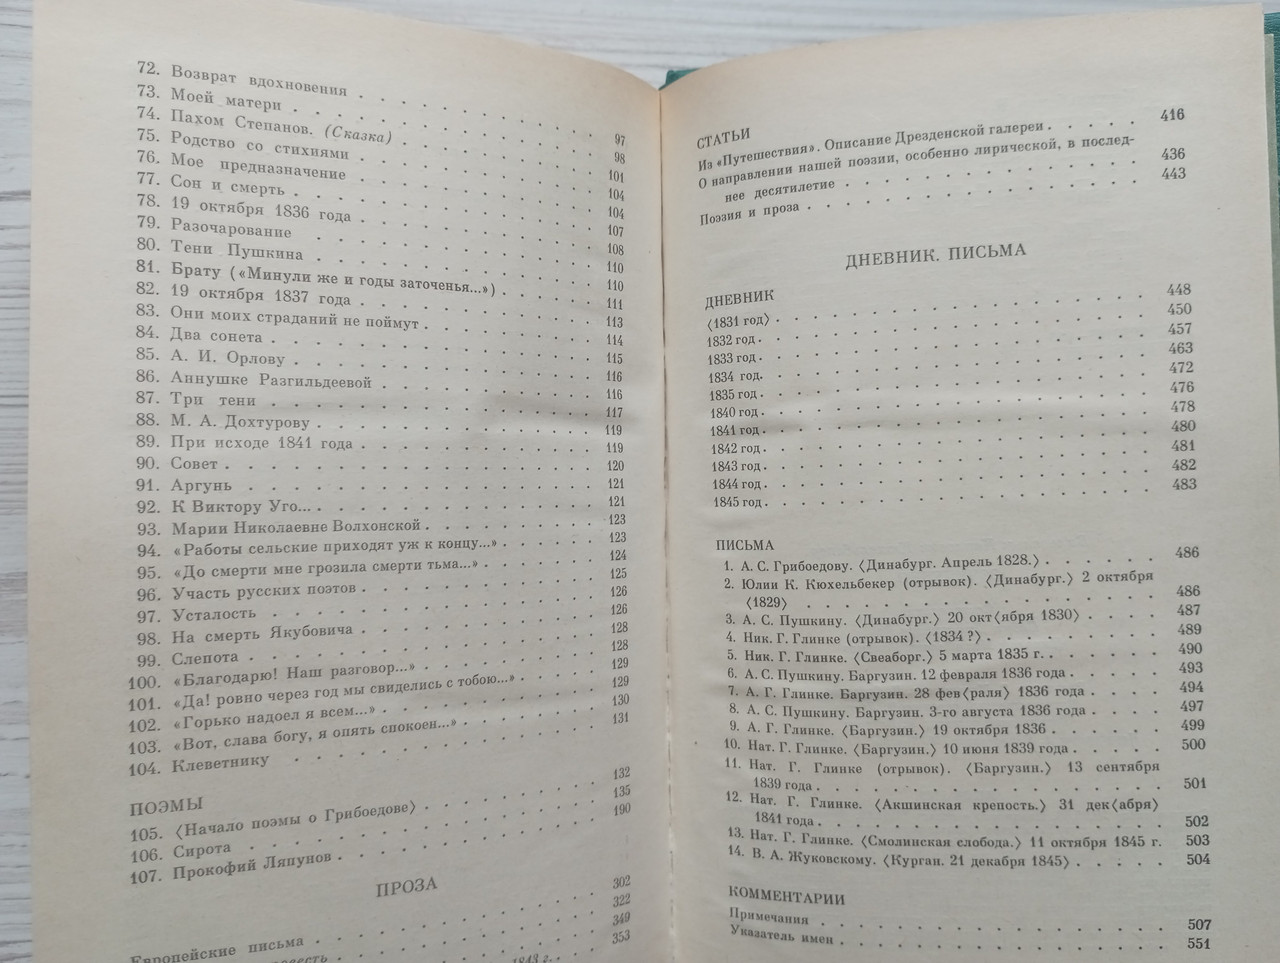 72. Возврат вдохновения . . . . . . . . 97
73. Моей матери . . . . . . . . 98
74. Пахом Степанов. (Сказка) . . . . . . . . 101
75. Родство со стихиями . . . . . . . . 104
76. Мое предназначение . . . . . . . . 104
77. Сон и смерть . . . . . . . . 107
78. 19 октября 1836 года . . . . . . . . 108
79. Разочарование . . . . . . . . 110
80. Тени Пушкина . . . . . . . . 110
81. Брату («Минули же и годы заточенья...») . . . . 111
82. 19 октября 1837 года . . . . . . . . 113
83. Они моих страданий не поймут . . . . . . 114
84. Два сонета . . . . . . . . 115
85. А. И. Орлову . . . . . . . . 116
86. Аннушке Разгильдеевой . . . . . . . . 116
87. Три тени . . . . . . . . 117
88. М. А. Дохтурову . . . . . . . . 119
89. При исходе 1841 года . . . . . . . . 119
90. Совет . . . . . . . . 120
91. Аргунь . . . . . . . . 121
92. К Виктору Уго... . . . . . . . . 121
93. Марии Николаевне Волхонской . . . . . . 123
94. «Работы сельские приходят уж к концу...» . . . . 123
95. «До смерти мне грозила смерти тьма...» . . . . 124
96. Участь русских поэтов . . . . . . . . 125
97. Усталость . . . . . . . . 126
98. На смерть Якубовича . . . . . . . . 126
99. Слепота . . . . . . . . 128
100. «Благодарю! Наш разговор...» . . . . . . 128
101. «Да! ровно через год мы свиделись с тобою...» . . . 129
102. «Горько надоел я всем...» . . . . . . 129
103. «Вот, слава богу, я опять спокоен...» . . . . 130
104. Клеветнику . . . . . . . . 131
ПОЭМЫ
105. ⟨Начало поэмы о Грибоедове⟩ . . . . . . 132
106. Сирота . . . . . . . . 135
107. Прокофий Ляпунов . . . . . . . . 190
ПРОЗА
Европейские письма . . . . . . . . 302
322
349
1843 г. . . 353
СТАТЬИ
Из «Путешествия». Описание Дрезденской галереи . . . . . 416
О направлении нашей поэзии, особенно лирической, в послед-
нее десятилетие . . . . . . . . 436
Поэзия и проза . . . . . . . . 443
ДНЕВНИК. ПИСЬМА
ДНЕВНИК
⟨1831 год⟩ . . . . . . . . 448
1832 год . . . . . . . . 450
1833 год . . . . . . . . 457
1834 год . . . . . . . . 463
1835 год . . . . . . . . 472
1840 год . . . . . . . . 476
1841 год . . . . . . . . 478
1842 год . . . . . . . . 480
1843 год . . . . . . . . 481
1844 год . . . . . . . . 482
1845 год . . . . . . . . 483
ПИСЬМА
1. А. С. Грибоедову. ⟨Динабург. Апрель 1828.⟩ . . . . . . 486
2. Юлии К. Кюхельбекер (отрывок). ⟨Динабург.⟩ 2 октября
⟨1829⟩ . . . . . . . . 486
3. А. С. Пушкину. ⟨Динабург.⟩ 20 окт⟨ября 1830⟩ . . . . 487
4. Ник. Г. Глинке (отрывок). ⟨1834 ?⟩ . . . . . . 489
5. Ник. Г. Глинке. ⟨Свеаборг.⟩ 5 марта 1835 г. . . . . . 490
6. А. С. Пушкину. Баргузин. 12 февраля 1836 года . . . . 493
7. А. Г. Глинке. Баргузин. 28 фев⟨раля⟩ 1836 года . . . . 494
8. А. С. Пушкину. Баргузин. 3-го августа 1836 года . . . . 497
9. А. Г. Глинке. ⟨Баргузин.⟩ 19 октября 1836 . . . . . 499
10. Нат. Г. Глинке. ⟨Баргузин.⟩ 10 июня 1839 года . . . . 500
11. Нат. Г. Глинке (отрывок). ⟨Баргузин.⟩ 13 сентября
1839 года . . . . . . . . 501
12. Нат. Г. Глинке. ⟨Акшинская крепость.⟩ 31 дек⟨абря⟩
1841 года . . . . . . . . 502
13. Нат. Г. Глинке. ⟨Смолинская слобода.⟩ 11 октября 1845 г. 503
14. В. А. Жуковскому. ⟨Курган. 21 декабря 1845⟩ . . . . . 504
КОММЕНТАРИИ
Примечания . . . . . . . . 507
Указатель имен . . . . . . . . 551